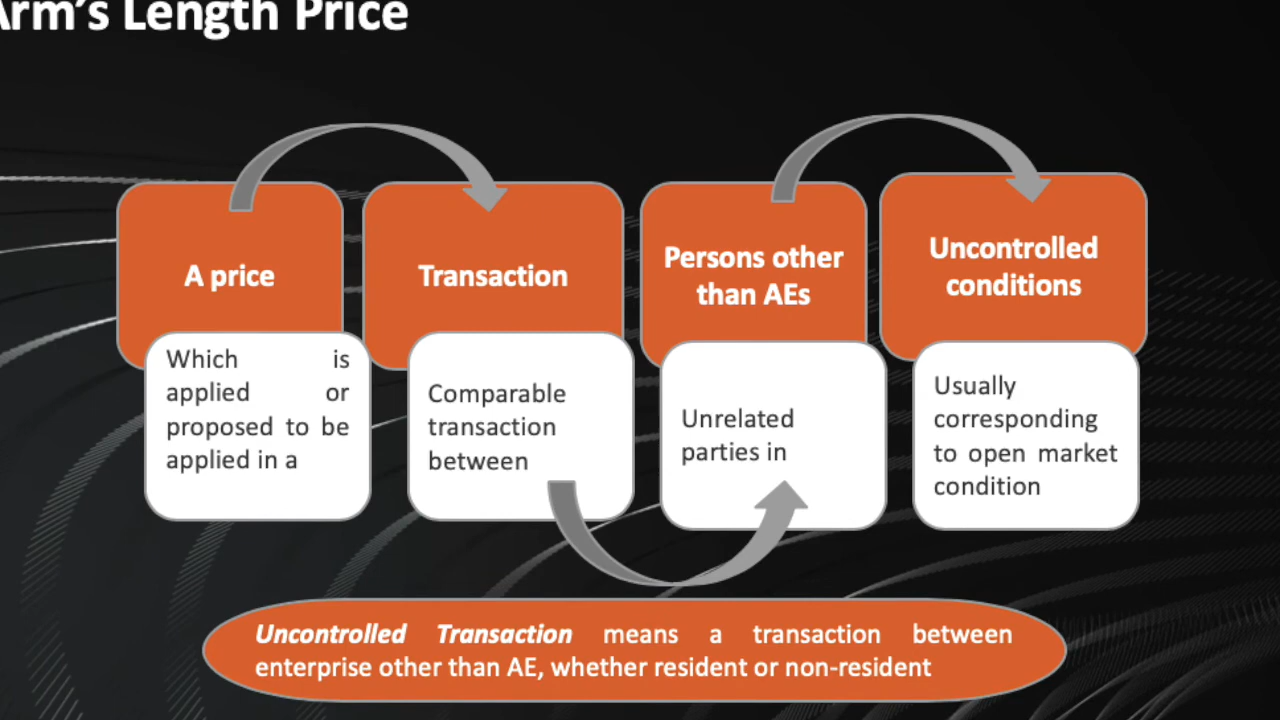 Arm's Length Price
A price
Which is
applied or
proposed to be
applied in a
Transaction
Comparable
transaction
between
Persons other
than AEs
Unrelated
parties in
Uncontrolled
conditions
Usually
corresponding
to open market
condition
Uncontrolled Transaction means a transaction between
enterprise other than AE, whether resident or non-resident